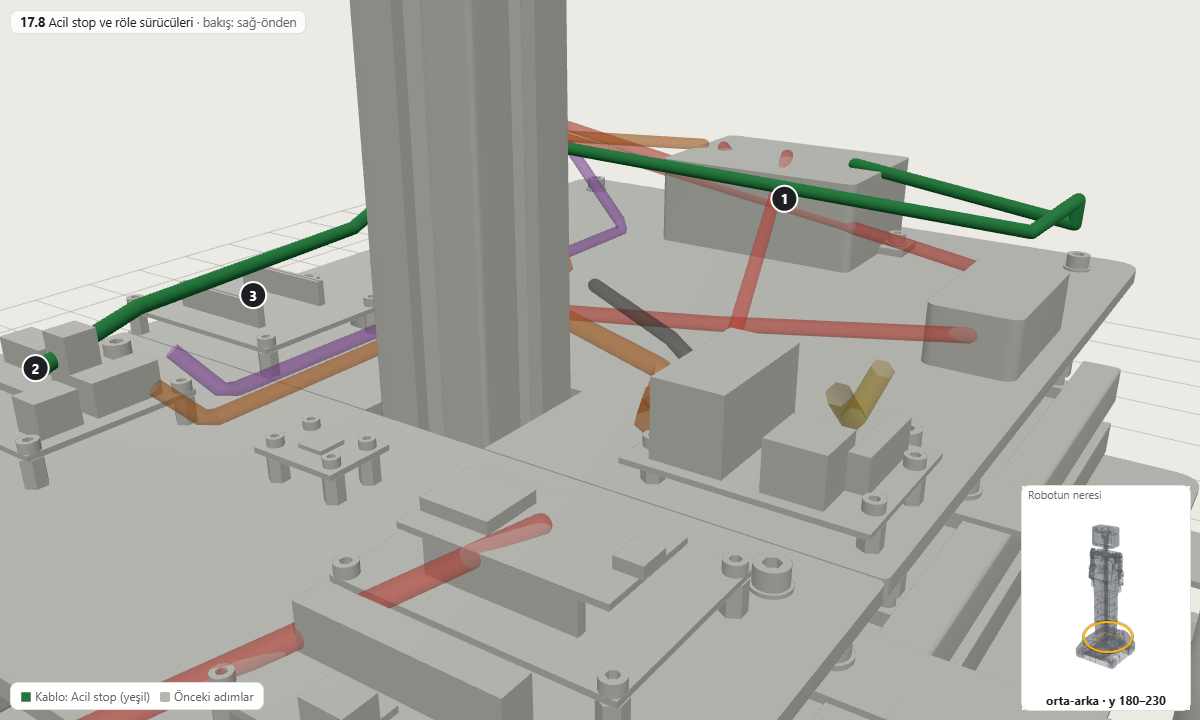 17.8 Acil stop ve röle sürücüleri · bakış: sağ-önden
1
3
2
Robotun neresi
orta-arka · y 180–230
Kablo: Acil stop (yeşil) Önceki adımlar